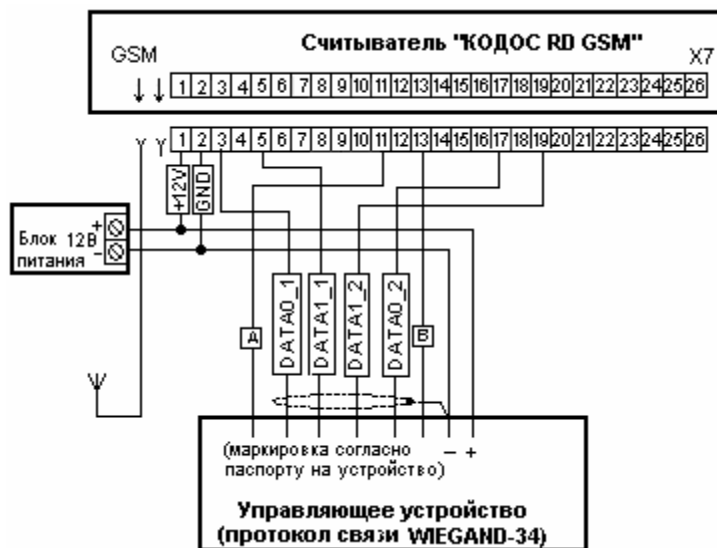 Считыватель "КОДОС RD GSM"
GSM
X7
1 2 3 4 5 6 7 8 9 10 11 12 13 14 15 16 17 18 19 20 21 22 23 24 25 26
1 2 3 4 5 6 7 8 9 10 11 12 13 14 15 16 17 18 19 20 21 22 23 24 25 26
+12V
GND
Блок 12В
питания
+
-
A
DATA0_1
DATA1_1
DATA1_2
DATA0_2
B
(маркировка согласно
паспорту на устройство)
- +
Управляющее устройство
(протокол связи WIEGAND-34)